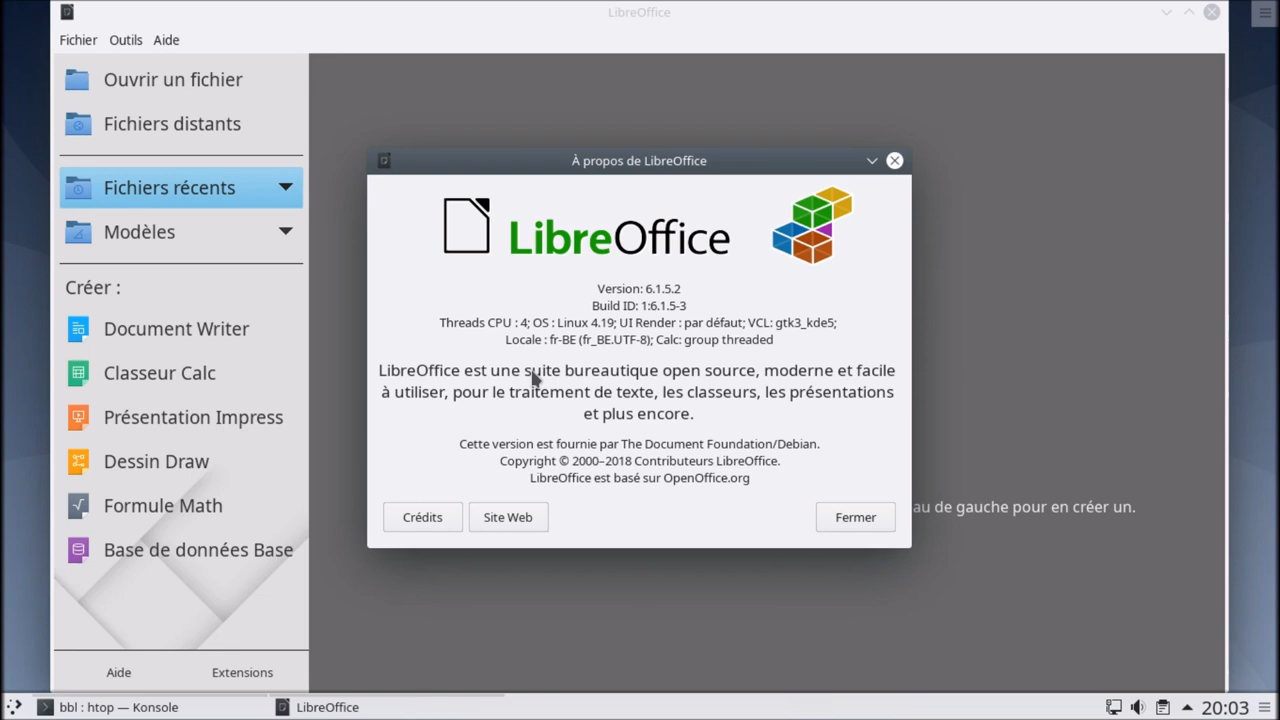 LibreOffice
Fichier Outils Aide
Ouvrir un fichier
Fichiers distants
Fichiers récents
Modèles
Créer :
Document Writer
Classeur Calc
Présentation Impress
Dessin Draw
Formule Math
Base de données Base
Aide Extensions
À propos de LibreOffice
LibreOffice
Version: 6.1.5.2
Build ID: 1:6.1.5-3
Threads CPU : 4; OS : Linux 4.19; UI Render : par défaut; VCL: gtk3_kde5;
Locale : fr-BE (fr_BE.UTF-8); Calc: group threaded
LibreOffice est une suite bureautique open source, moderne et facile
à utiliser, pour le traitement de texte, les classeurs, les présentations
et plus encore.
Cette version est fournie par The Document Foundation/Debian.
Copyright © 2000–2018 Contributeurs LibreOffice.
LibreOffice est basé sur OpenOffice.org
Crédits Site Web Fermer
au de gauche pour en créer un.
bbl : htop — Konsole LibreOffice 20:03